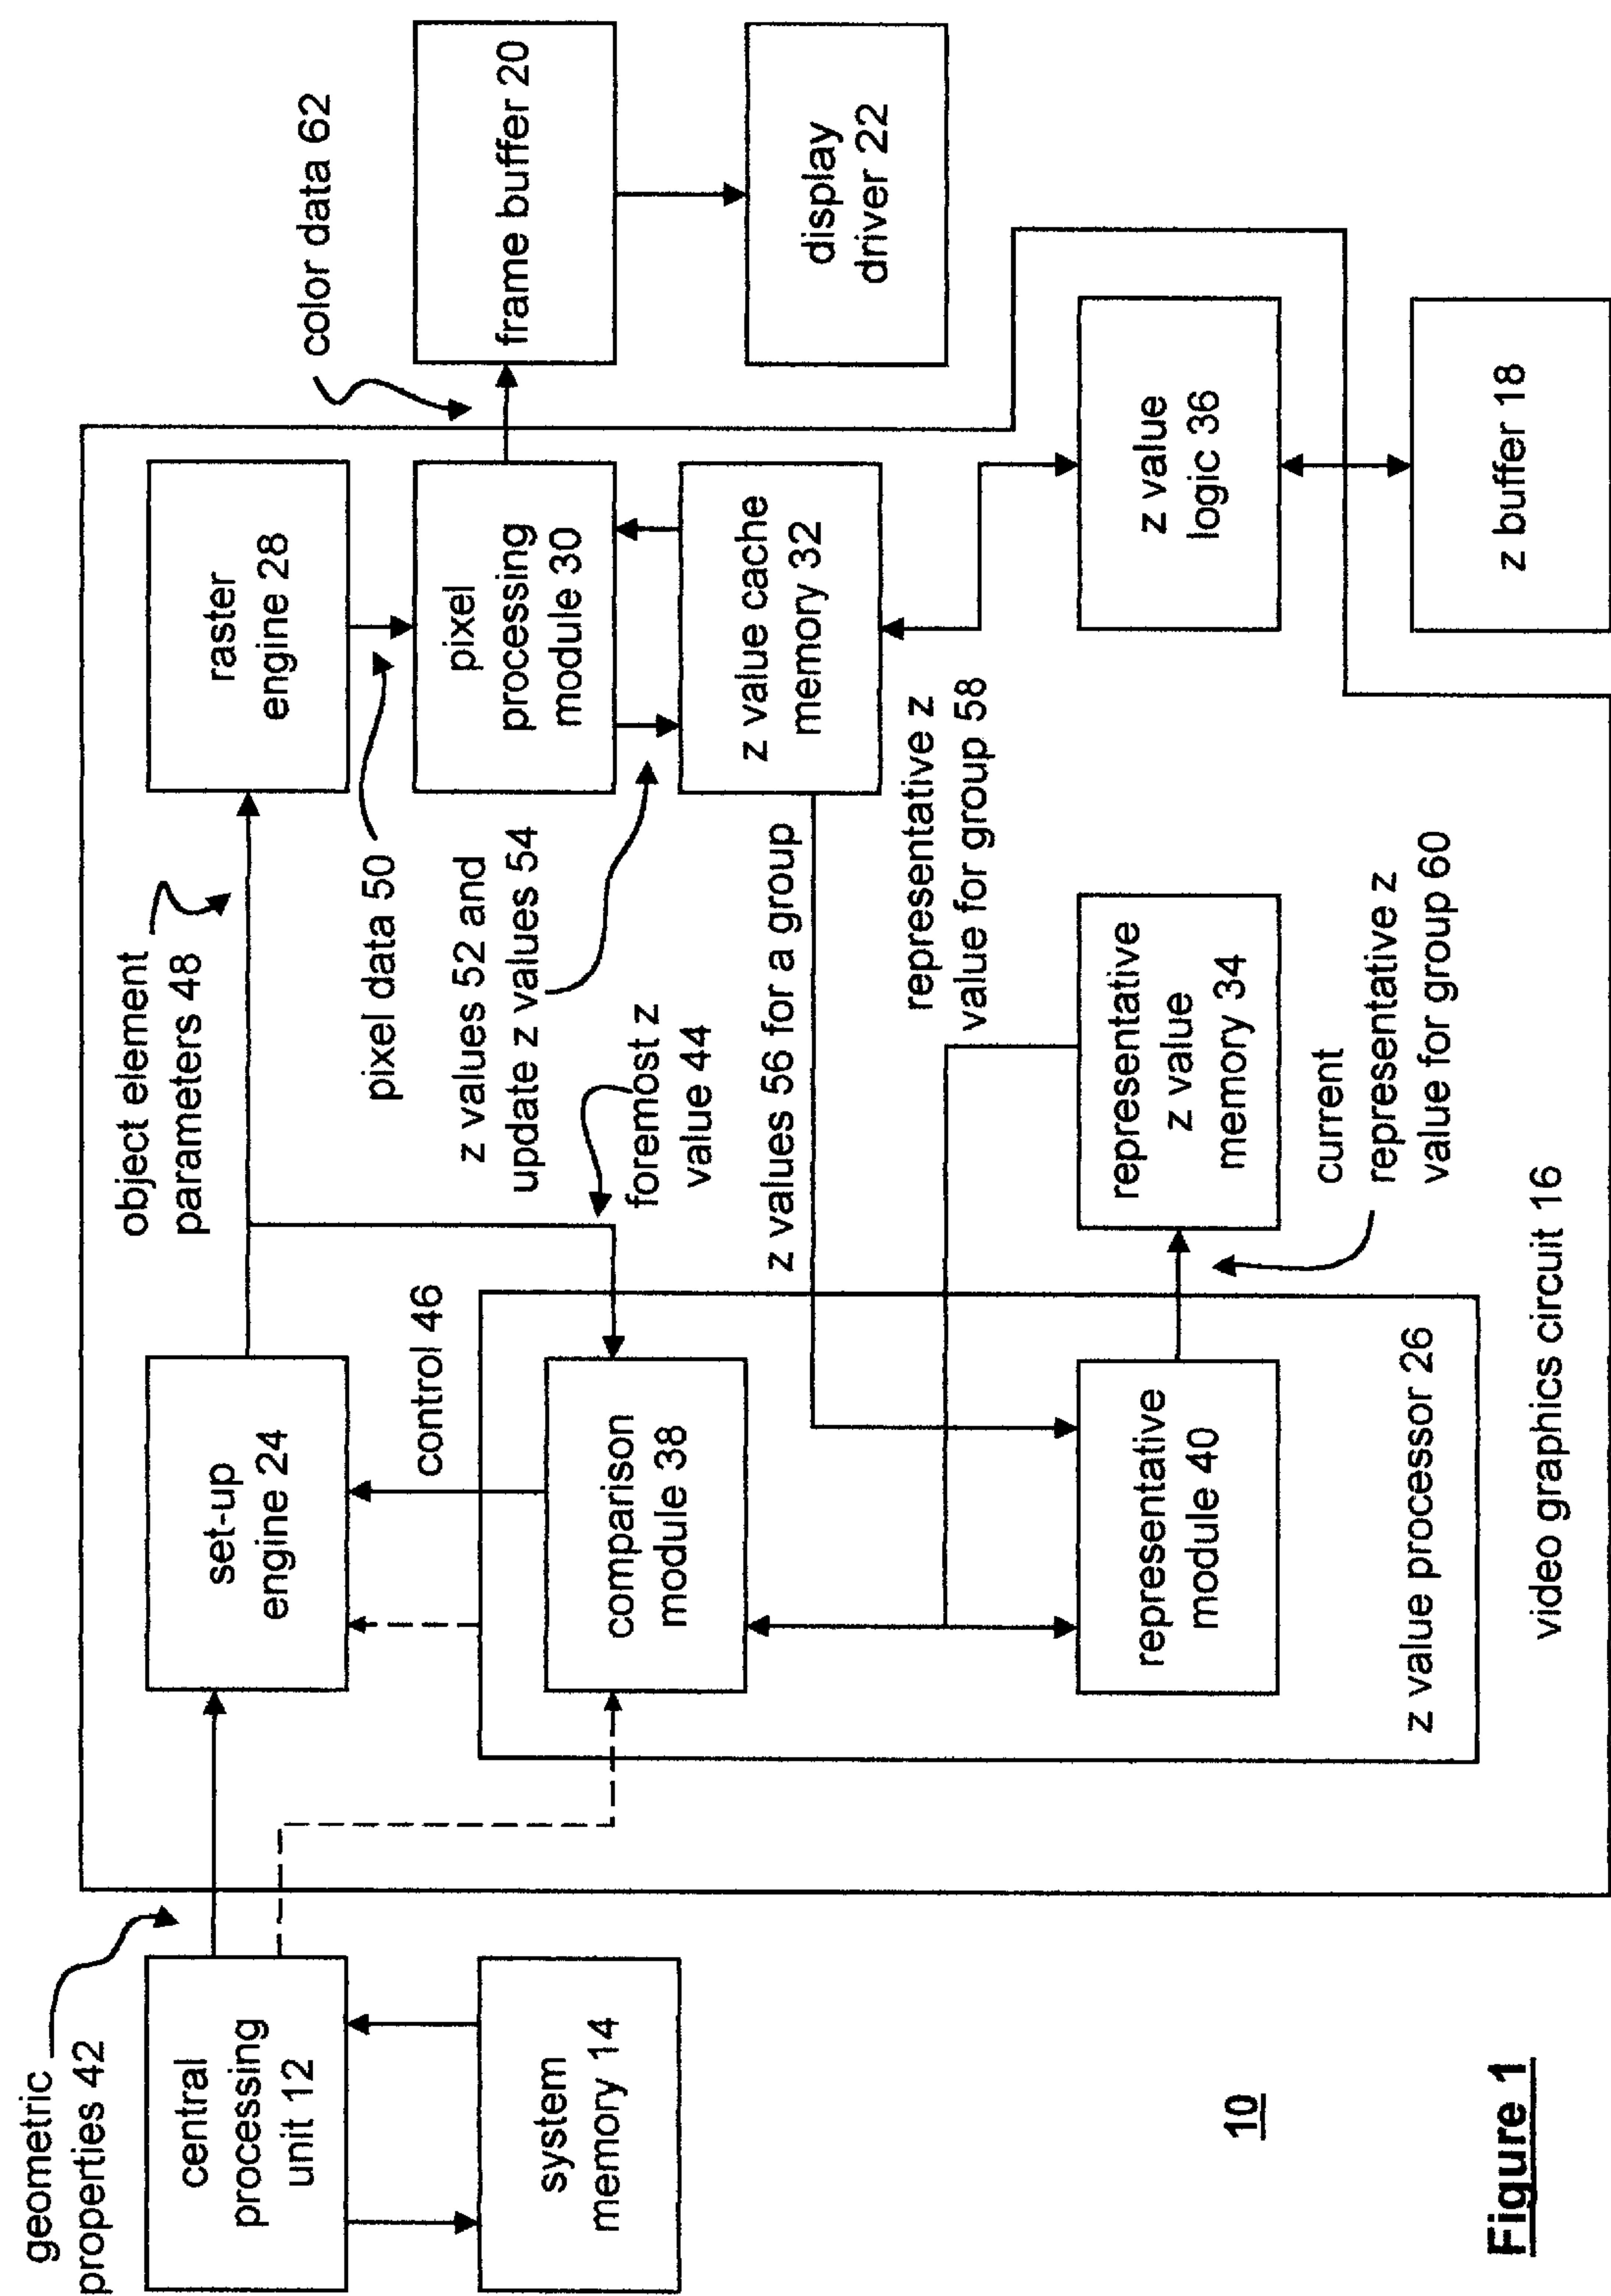 geometric
properties 42
central
processing
unit 12
system
memory 14
object element
parameters 48
set-up
engine 24
raster
engine 28
control 46
pixel data 50
color data 62
pixel
processing
module 30
frame buffer 20
z values 52 and
update z values 54
foremost z
value 44
comparison
module 38
z value cache
memory 32
display
driver 22
z values 56 for a group
representative z
value for group 58
representative
module 40
representative
z value
memory 34
z value
logic 36
current
representative z
value for group 60
z value processor 26
z buffer 18
video graphics circuit 16
10
Figure 1